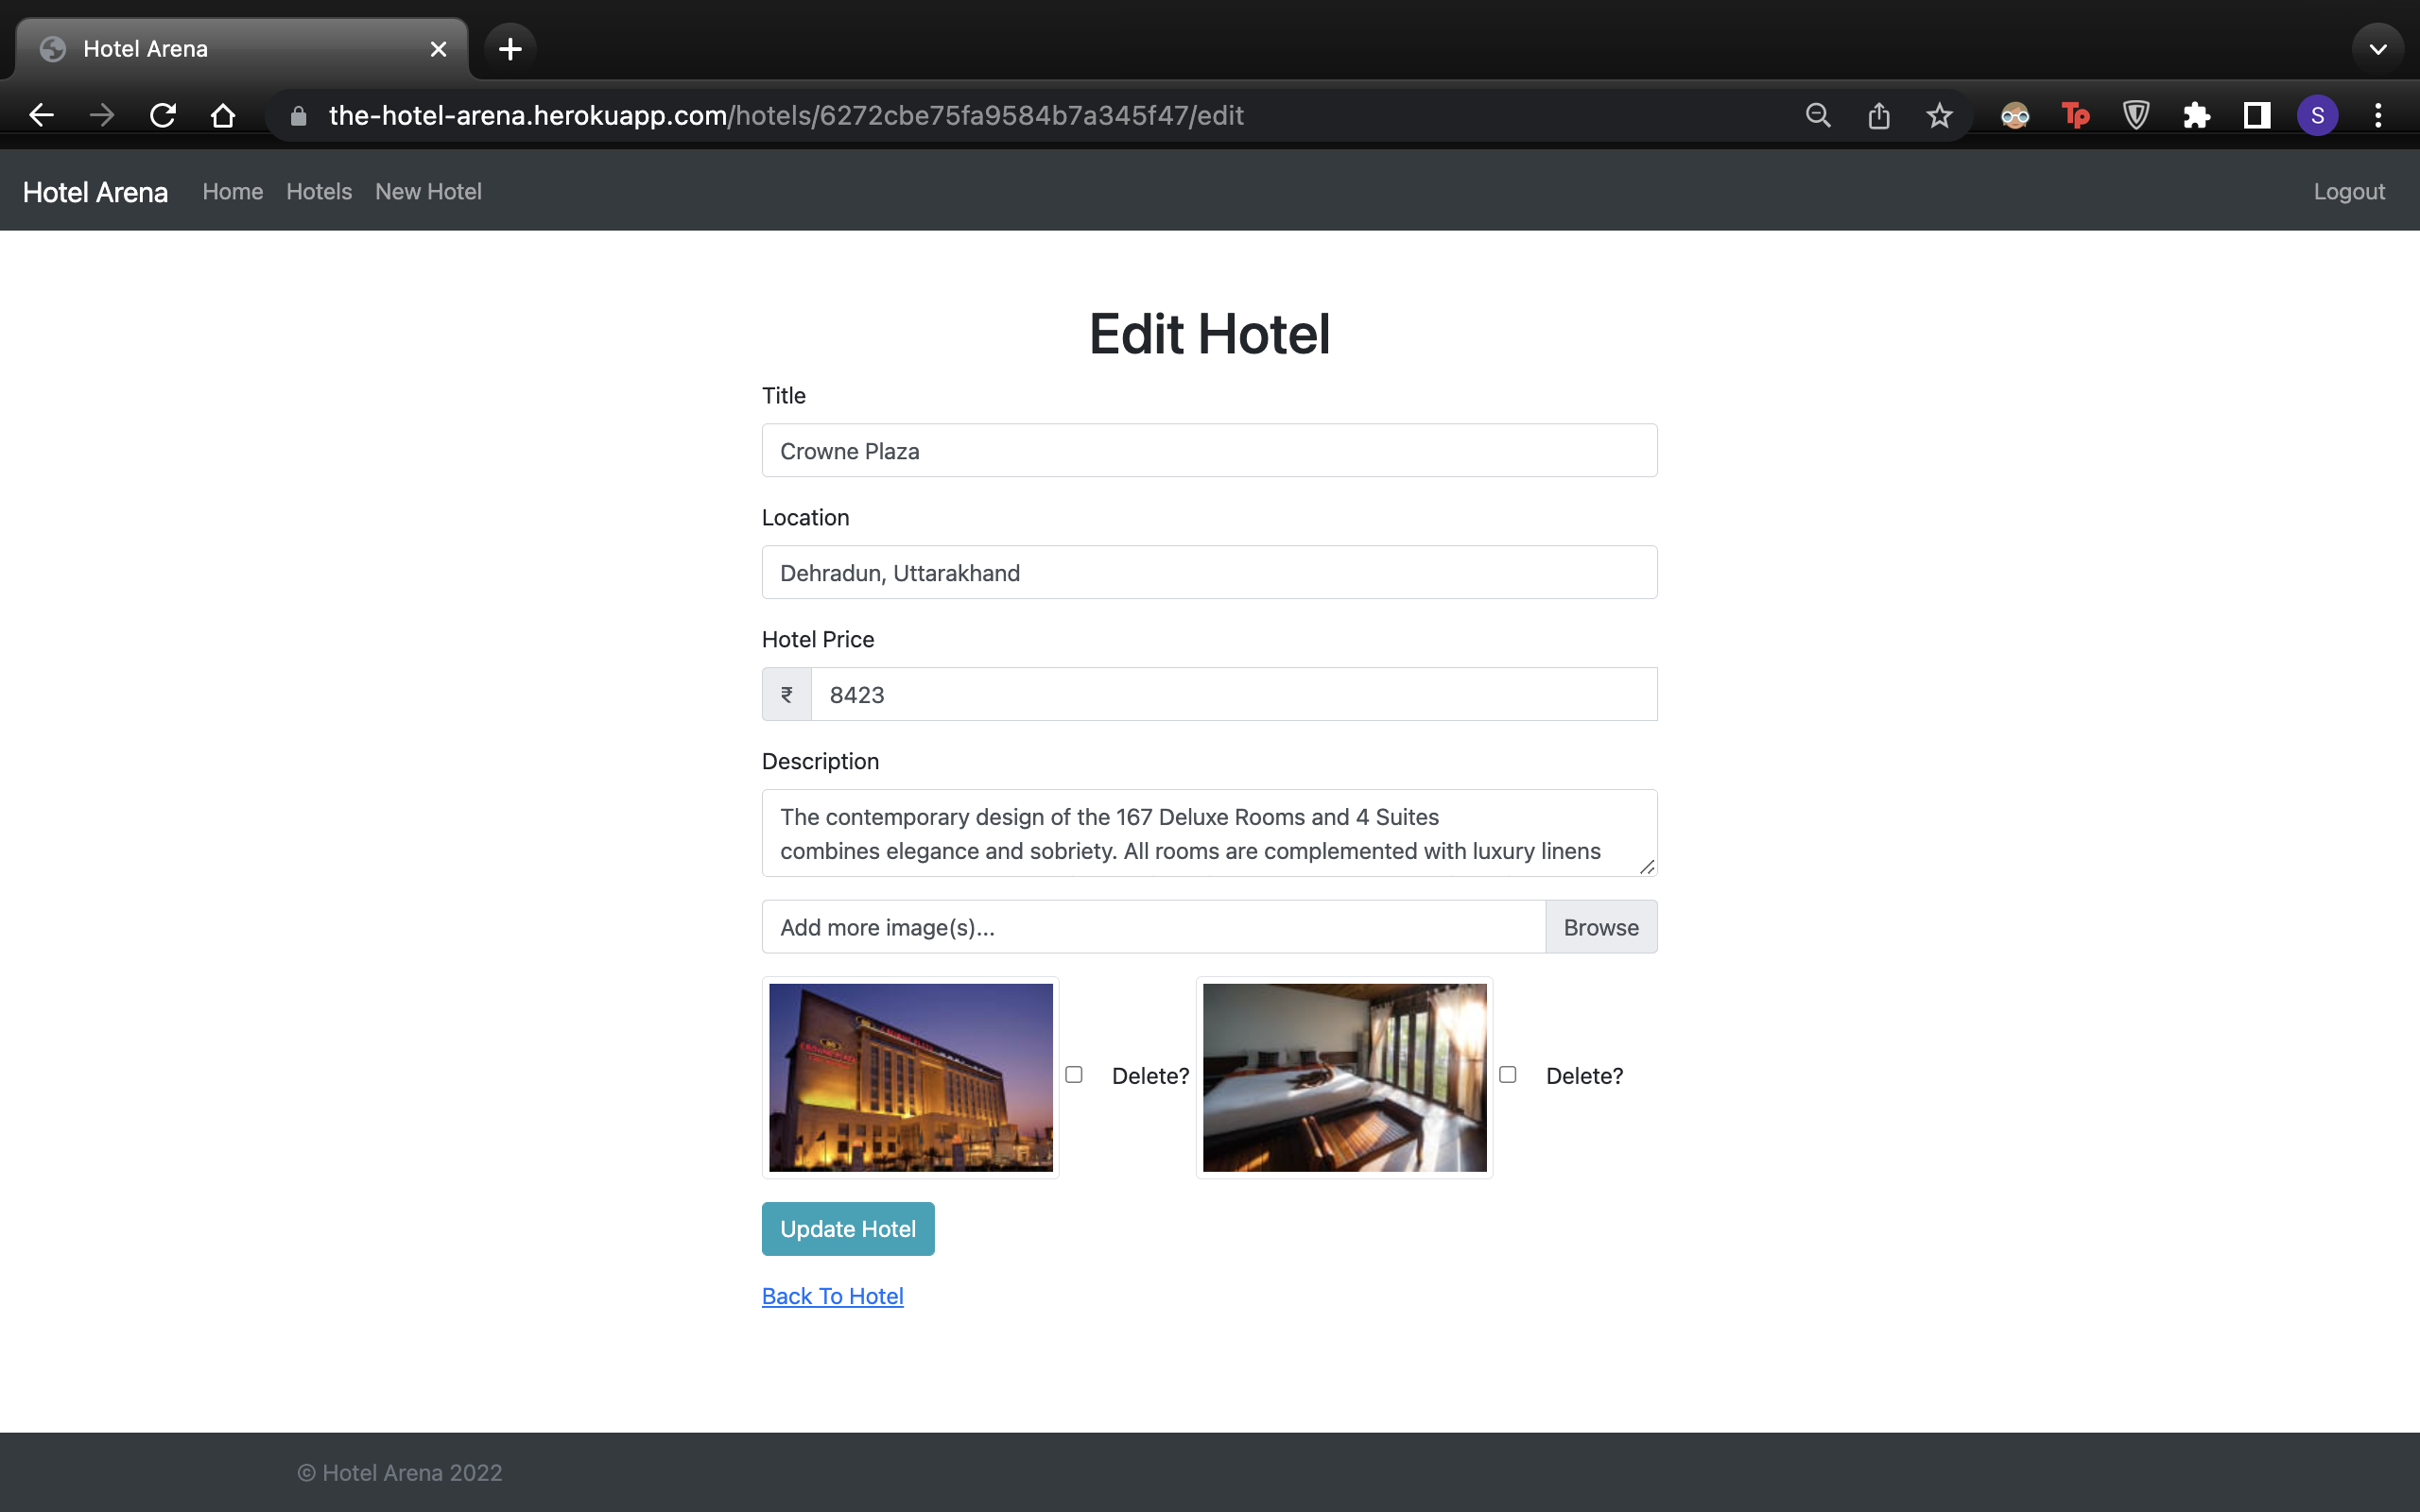 Hotel Arena
the-hotel-arena.herokuapp.com/hotels/6272cbe75fa9584b7a345f47/edit
Tp
S
Hotel Arena Home Hotels New Hotel Logout
Edit Hotel
Title
Crowne Plaza
Location
Dehradun, Uttarakhand
Hotel Price
₹ 8423
Description
The contemporary design of the 167 Deluxe Rooms and 4 Suites
combines elegance and sobriety. All rooms are complemented with luxury linens
Add more image(s)... Browse
CROWNE PLAZA
Delete? Delete?
Update Hotel
Back To Hotel
© Hotel Arena 2022